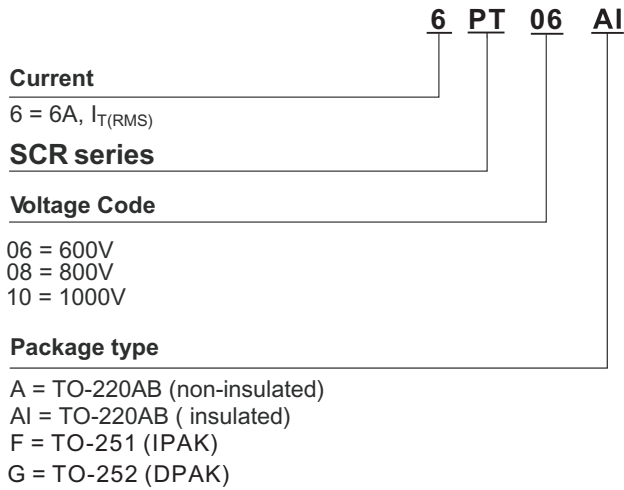 6 PT 06 AI
Current
6 = 6A, IT(RMS)
SCR series
Voltage Code
06 = 600V
08 = 800V
10 = 1000V
Package type
A = TO-220AB (non-insulated)
AI = TO-220AB ( insulated)
F = TO-251 (IPAK)
G = TO-252 (DPAK)